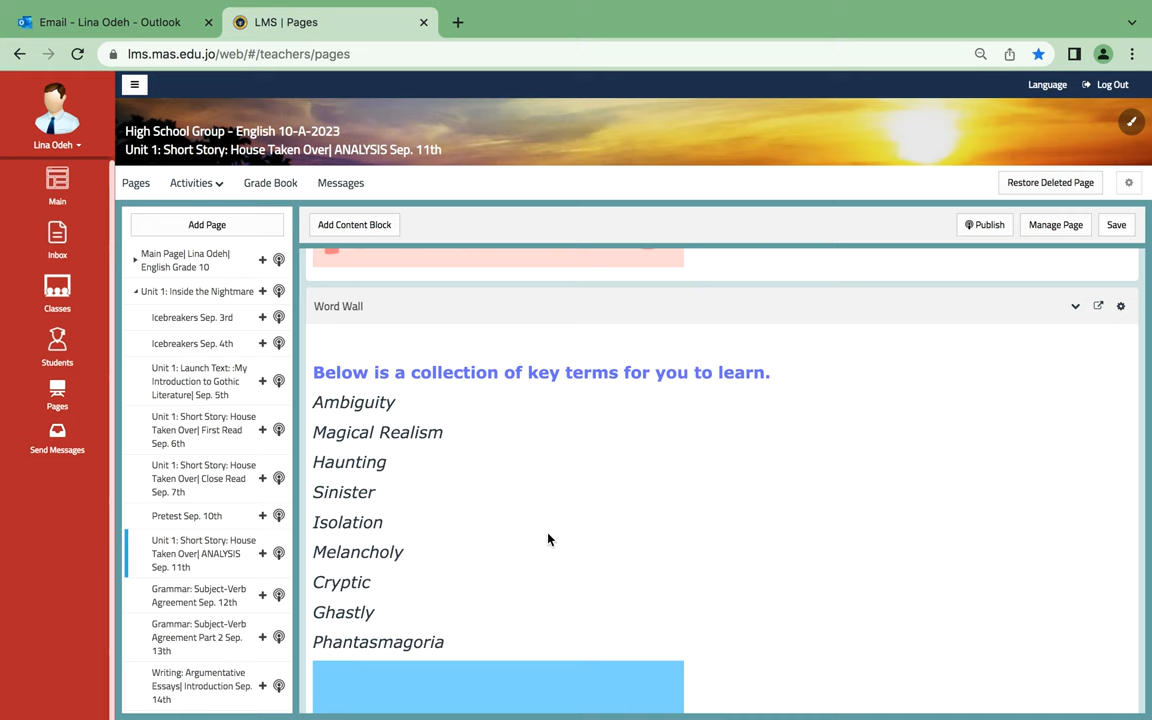 Email - Lina Odeh - Outlook
LMS | Pages
lms.mas.edu.jo/web/#/teachers/pages
Language
Log Out
Lina Odeh
High School Group - English 10-A-2023
Unit 1: Short Story: House Taken Over| ANALYSIS Sep. 11th
Pages
Activities
Grade Book
Messages
Restore Deleted Page
Main
Inbox
Classes
Students
Pages
Send Messages
Add Page
Main Page| Lina Odeh|
English Grade 10
Unit 1: Inside the Nightmare
Icebreakers Sep. 3rd
Icebreakers Sep. 4th
Unit 1: Launch Text: :My
Introduction to Gothic
Literature| Sep. 5th
Unit 1: Short Story: House
Taken Over| First Read
Sep. 6th
Unit 1: Short Story: House
Taken Over| Close Read
Sep. 7th
Pretest Sep. 10th
Unit 1: Short Story: House
Taken Over| ANALYSIS
Sep. 11th
Grammar: Subject-Verb
Agreement Sep. 12th
Grammar: Subject-Verb
Agreement Part 2 Sep.
13th
Writing: Argumentative
Essays| Introduction Sep.
14th
Add Content Block
Publish
Manage Page
Save
Word Wall
Below is a collection of key terms for you to learn.
Ambiguity
Magical Realism
Haunting
Sinister
Isolation
Melancholy
Cryptic
Ghastly
Phantasmagoria